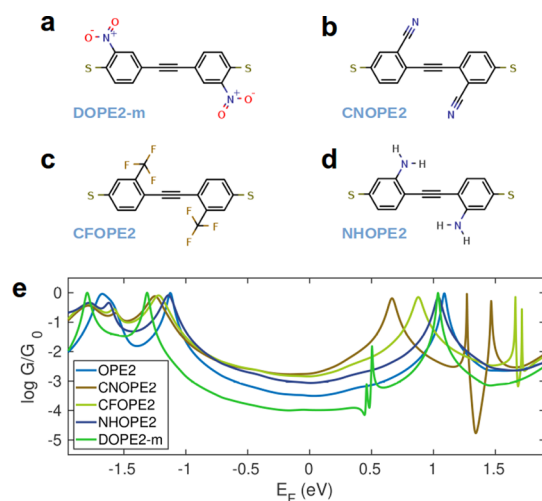 a
b
O⁻
N⁺
O
S
S
N⁺
O⁻
O
DOPE2-m
N
S
S
N
CNOPE2
c
d
F
F
F
S
S
F
F
F
CFOPE2
H
N
H
S
S
H
N
H
NHOPE2
e
0
-1
-2
-3
-4
-5
log G/G₀
OPE2
CNOPE2
CFOPE2
NHOPE2
DOPE2-m
-1.5
-1
-0.5
0
0.5
1
1.5
E_F (eV)